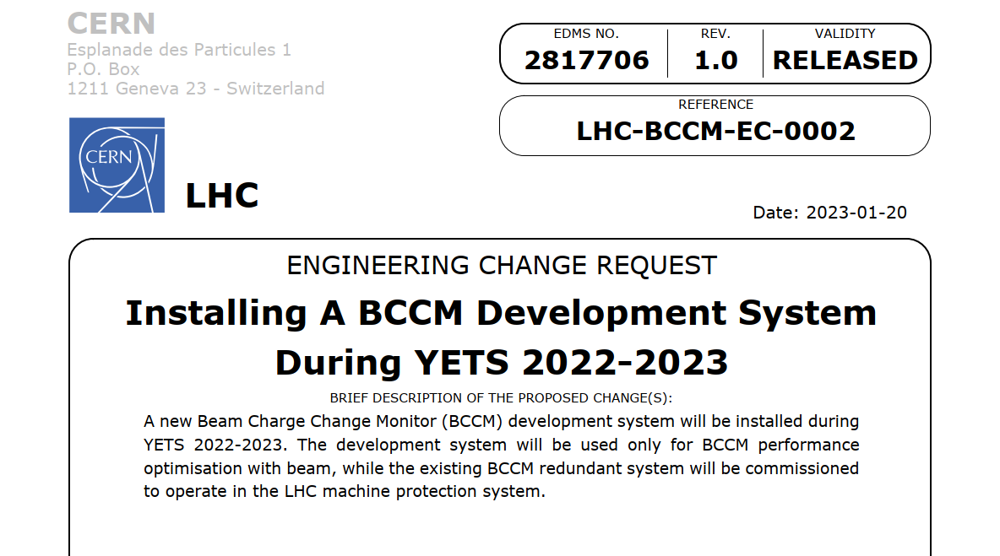 CERN
Esplanade des Particules 1
P.O. Box
1211 Geneva 23 - Switzerland
EDMS NO.
REV.
VALIDITY
2817706
1.0
RELEASED
REFERENCE
LHC-BCCM-EC-0002
CERN
LHC
Date: 2023-01-20
ENGINEERING CHANGE REQUEST
Installing A BCCM Development System
During YETS 2022-2023
BRIEF DESCRIPTION OF THE PROPOSED CHANGE(S):
A new Beam Charge Change Monitor (BCCM) development system will be installed during
YETS 2022-2023. The development system will be used only for BCCM performance
optimisation with beam, while the existing BCCM redundant system will be commissioned
to operate in the LHC machine protection system.